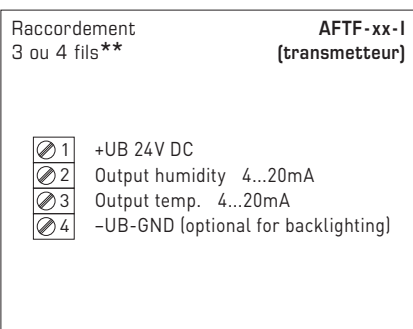 Raccordement AFTF-xx-I
3 ou 4 fils** (transmetteur)
1 +UB 24V DC
2 Output humidity 4...20mA
3 Output temp. 4...20mA
4 –UB-GND (optional for backlighting)